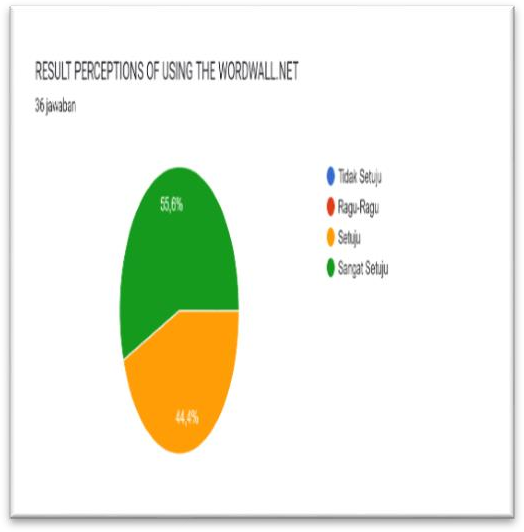 RESULT PERCEPTIONS OF USING THE WORDWALL.NET
36 jawaban
55,6%
44,4%
Tidak Setuju
Ragu-Ragu
Setuju
Sangat Setuju